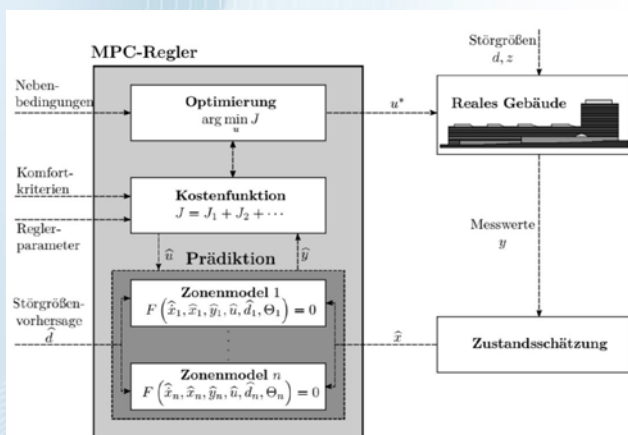 MPC-Regler
Störgrößen
d, z
Neben-
bedingungen
Optimierung
arg min J
u
u*
Reales Gebäude
Komfort-
kriterien
Kostenfunktion
J = J₁ + J₂ + ···
Regler-
parameter
Messwerte
y
û
Prädiktion
ŷ
Störgrößen-
vorhersage
d̂
Zonenmodel 1
F(x̂̇₁, x̂₁, ŷ₁, û, d̂₁, Θ₁) = 0
⋮
Zonenmodel n
F(x̂̇ₙ, x̂ₙ, ŷₙ, û, d̂ₙ, Θₙ) = 0
x̂
Zustandsschätzung